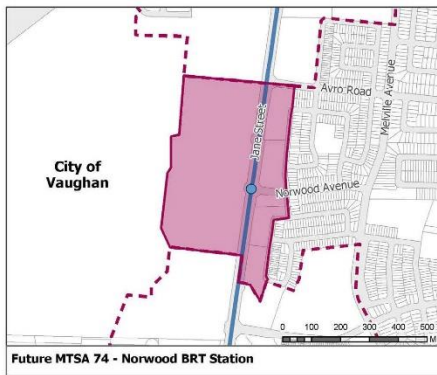 Avro Road
Melville Avenue
Jane Street
City of
Vaughan
Norwood Avenue
0 100 200 300 400 500
M
Future MTSA 74 - Norwood BRT Station